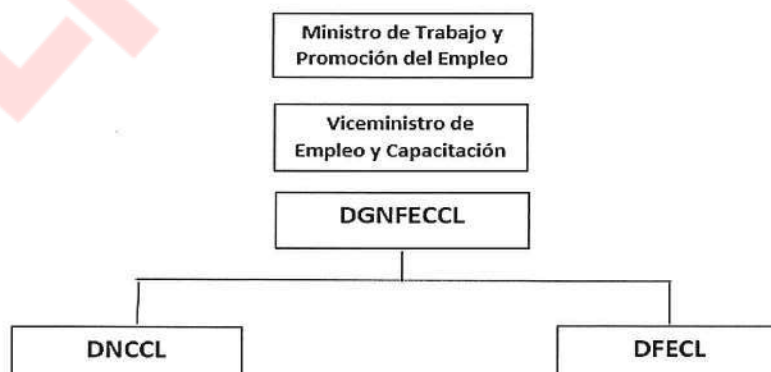 Ministro de Trabajo y
Promoción del Empleo
Viceministro de
Empleo y Capacitación
DGNFECCL
DNCCL
DFECL